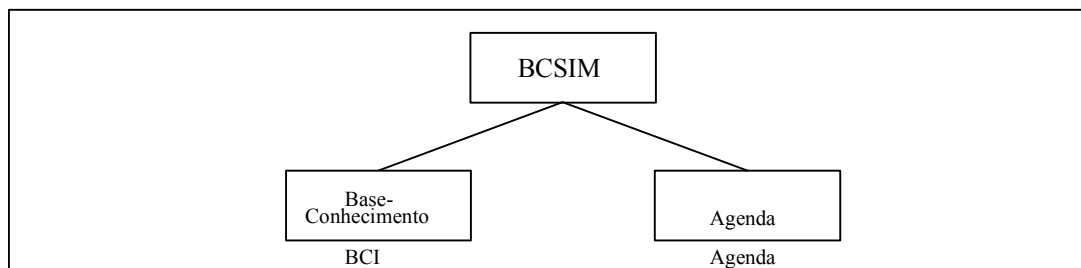 BCSIM
Base-
Conhecimento
Agenda
BCI
Agenda